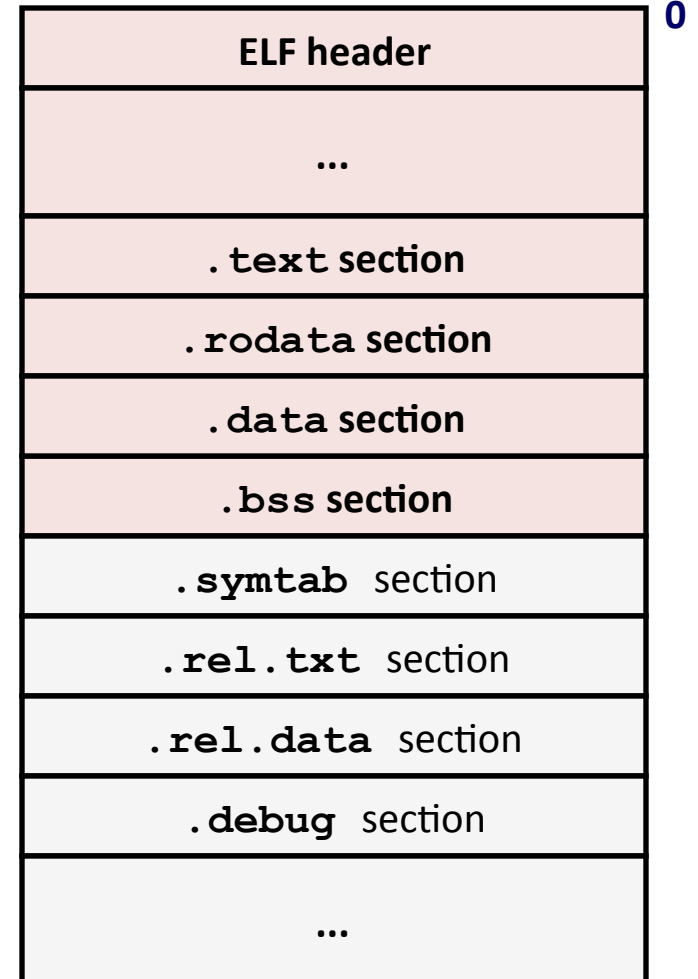 0
ELF header
...
.text section
.rodata section
.data section
.bss section
.symtab section
.rel.txt section
.rel.data section
.debug section
...